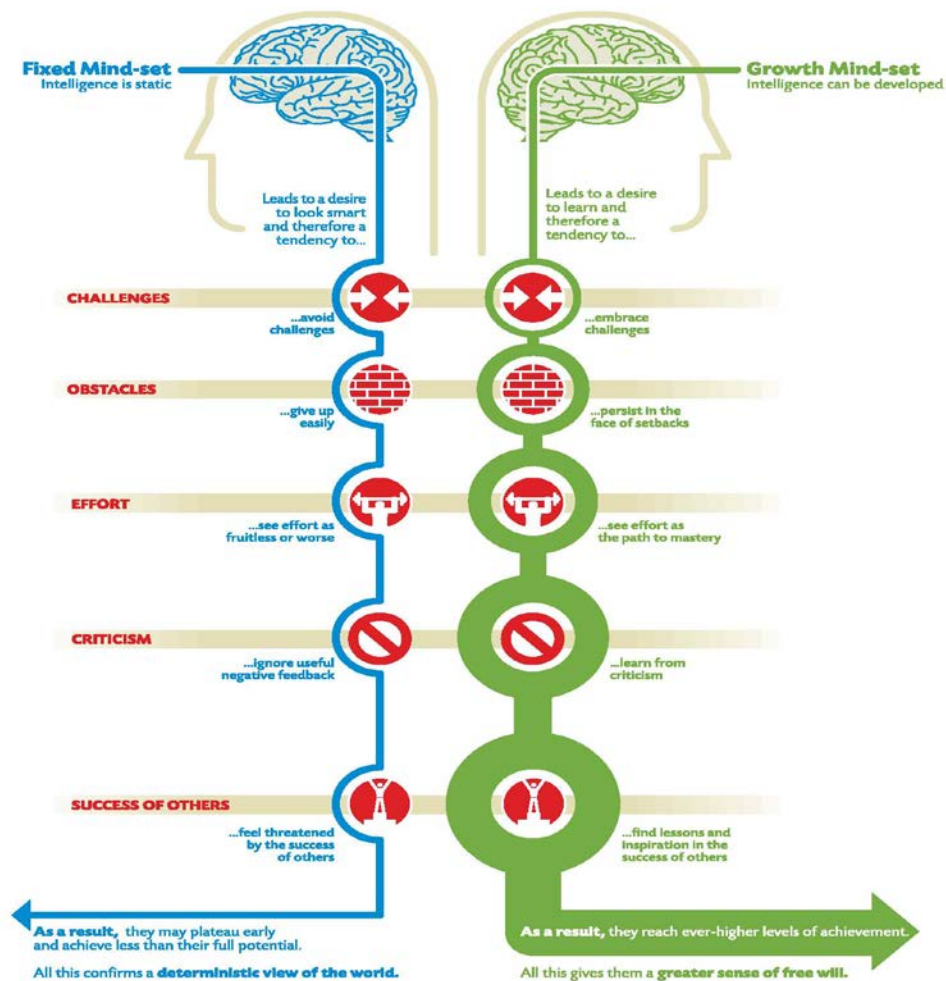 Fixed Mind-set
Intelligence is static
Growth Mind-set
Intelligence can be developed
Leads to a desire
to look smart
and therefore a
tendency to...
Leads to a desire
to learn and
therefore a
tendency to...
CHALLENGES
...avoid
challenges
...embrace
challenges
OBSTACLES
...give up
easily
...persist in the
face of setbacks
EFFORT
...see effort as
fruitless or worse
...see effort as
the path to mastery
CRITICISM
...ignore useful
negative feedback
...learn from
criticism
SUCCESS OF OTHERS
...feel threatened
by the success
of others
...find lessons and
inspiration in the
success of others
As a result, they may plateau early
and achieve less than their full potential.
All this confirms a deterministic view of the world.
As a result, they reach ever-higher levels of achievement.
All this gives them a greater sense of free will.